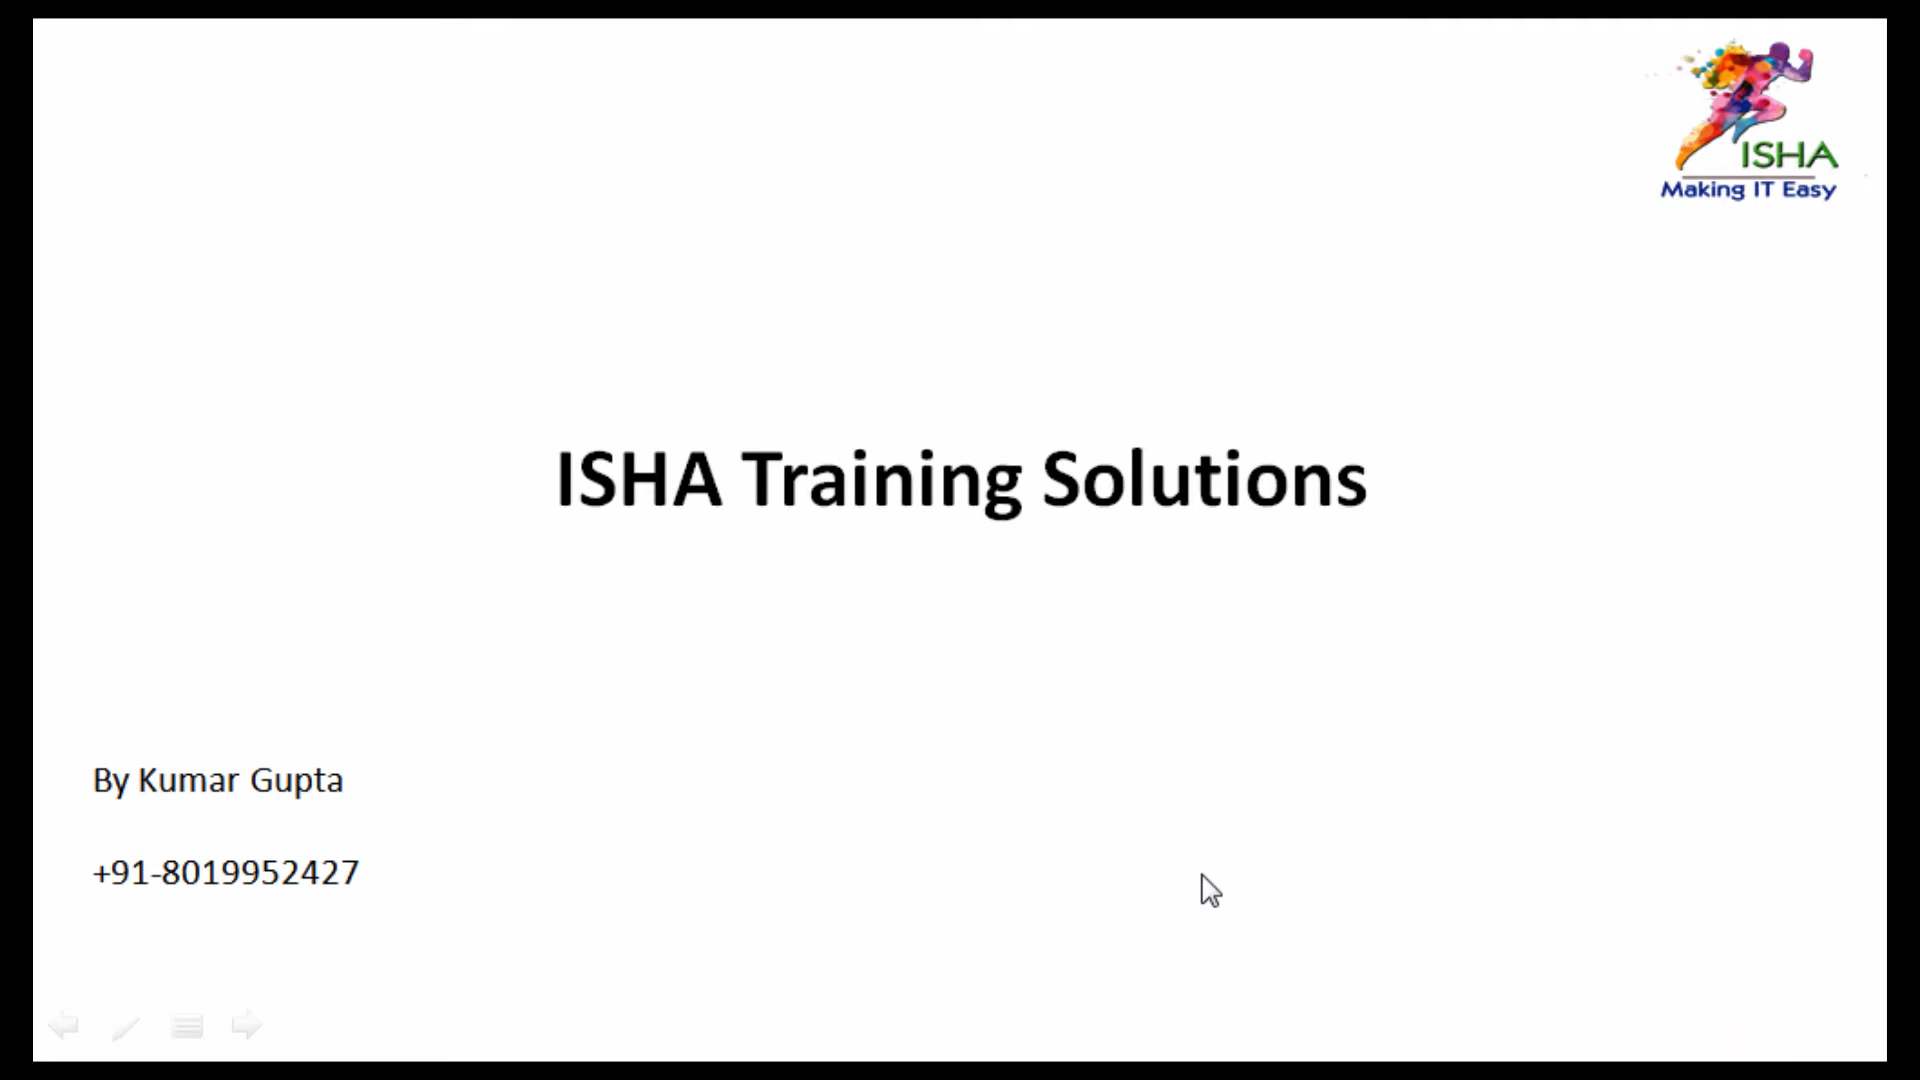 ISHA
Making IT Easy
ISHA Training Solutions
By Kumar Gupta
+91-8019952427